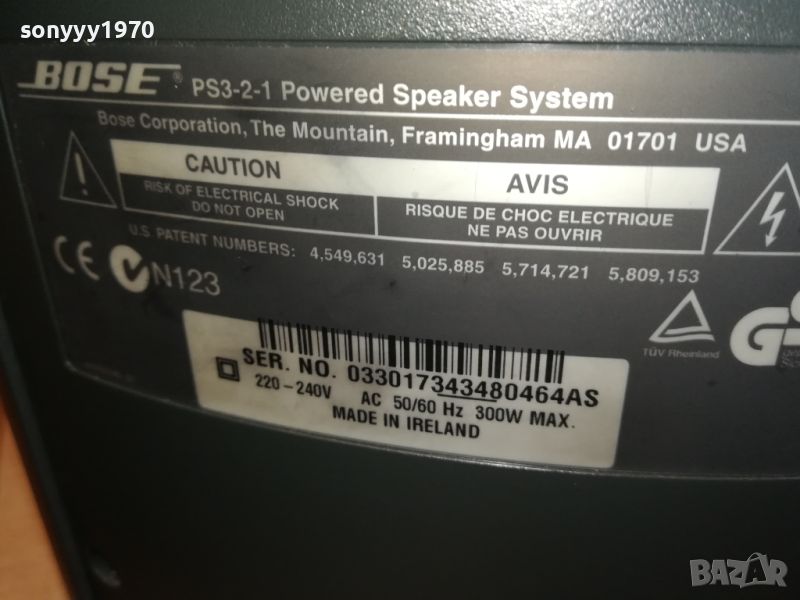 sonyyy1970
BOSE® PS3-2-1 Powered Speaker System
Bose Corporation, The Mountain, Framingham MA 01701 USA
CAUTION
RISK OF ELECTRICAL SHOCK
DO NOT OPEN
AVIS
RISQUE DE CHOC ELECTRIQUE
NE PAS OUVRIR
U.S. PATENT NUMBERS: 4,549,631 5,025,885 5,714,721 5,809,153
CE N123
TÜV Rheinland
GS
SER. NO. 033017343480464AS
220-240V AC 50/60 Hz 300W MAX.
MADE IN IRELAND
BAZAR